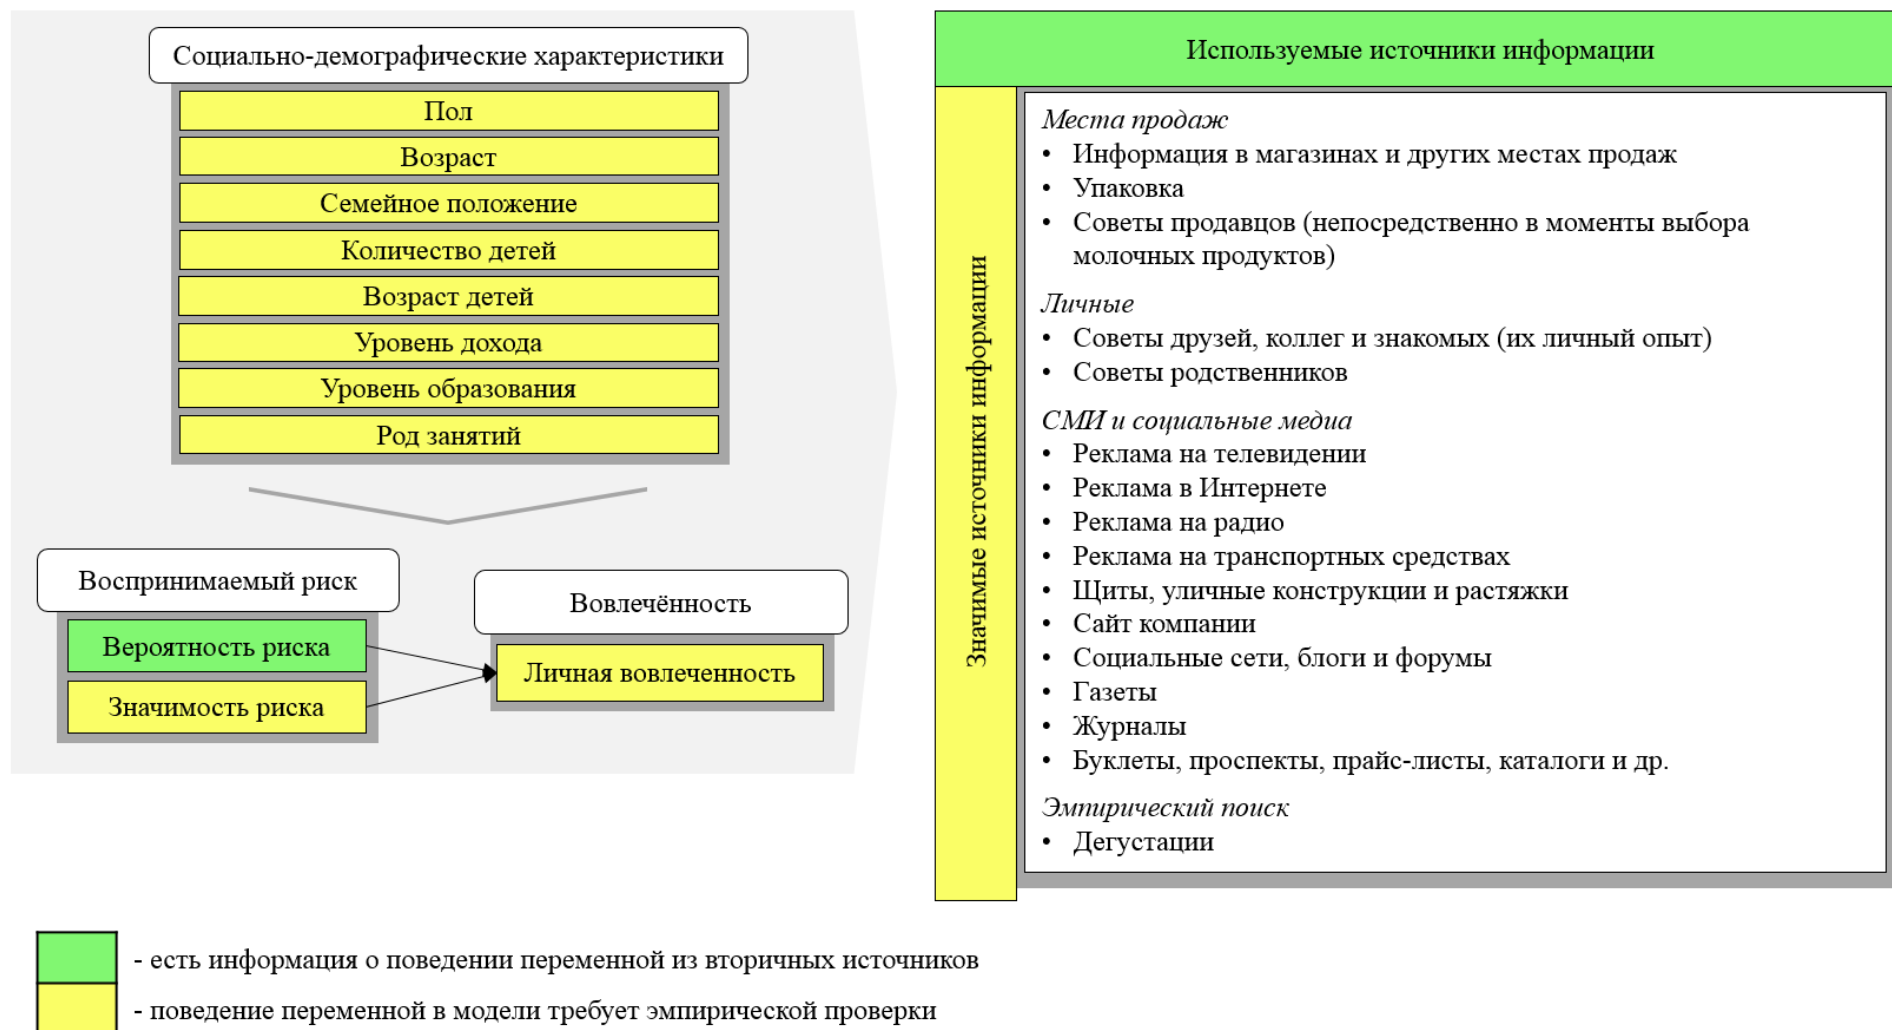 Социально-демографические характеристики
Пол
Возраст
Семейное положение
Количество детей
Возраст детей
Уровень дохода
Уровень образования
Род занятий
Воспринимаемый риск
Вероятность риска
Значимость риска
Вовлечённость
Личная вовлеченность
Используемые источники информации
Значимые источники информации
Места продаж
• Информация в магазинах и других местах продаж
• Упаковка
• Советы продавцов (непосредственно в моменты выбора
молочных продуктов)
Личные
• Советы друзей, коллег и знакомых (их личный опыт)
• Советы родственников
СМИ и социальные медиа
• Реклама на телевидении
• Реклама в Интернете
• Реклама на радио
• Реклама на транспортных средствах
• Щиты, уличные конструкции и растяжки
• Сайт компании
• Социальные сети, блоги и форумы
• Газеты
• Журналы
• Буклеты, проспекты, прайс-листы, каталоги и др.
Эмпирический поиск
• Дегустации
- есть информация о поведении переменной из вторичных источников
- поведение переменной в модели требует эмпирической проверки